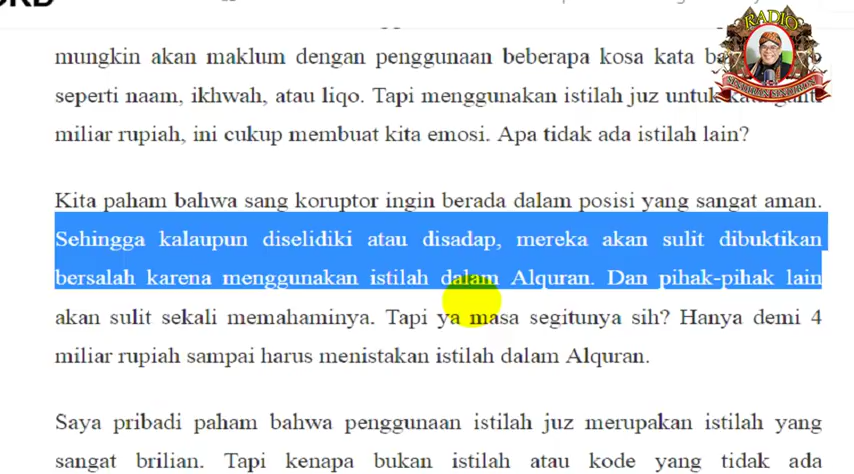 mungkin akan maklum dengan penggunaan beberapa kosa kata
seperti naam, ikhwah, atau liqo. Tapi menggunakan istilah juz untuk
miliar rupiah, ini cukup membuat kita emosi. Apa tidak ada istilah lain?
Kita paham bahwa sang koruptor ingin berada dalam posisi yang sangat aman.
Sehingga kalaupun diselidiki atau disadap, mereka akan sulit dibuktikan
bersalah karena menggunakan istilah dalam Alquran. Dan pihak-pihak lain
akan sulit sekali memahaminya. Tapi ya masa segitunya sih? Hanya demi 4
miliar rupiah sampai harus menistakan istilah dalam Alquran.
Saya pribadi paham bahwa penggunaan istilah juz merupakan istilah yang
sangat brilian. Tapi kenapa bukan istilah atau kode yang tidak ada
RADIO